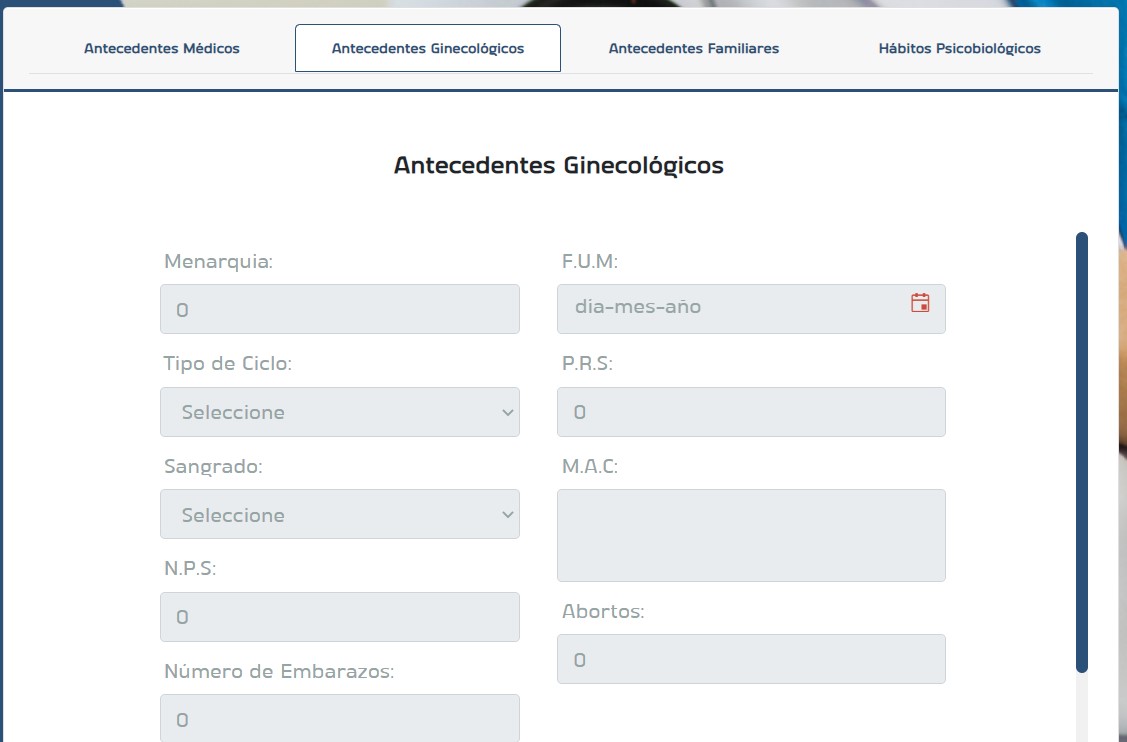 Antecedentes Médicos
Antecedentes Ginecológicos
Antecedentes Familiares
Hábitos Psicobiológicos
Antecedentes Ginecológicos
Menarquia:
0
F.U.M:
dia-mes-año
Tipo de Ciclo:
Seleccione
P.R.S:
0
Sangrado:
Seleccione
M.A.C:
N.P.S:
0
Abortos:
0
Número de Embarazos:
0